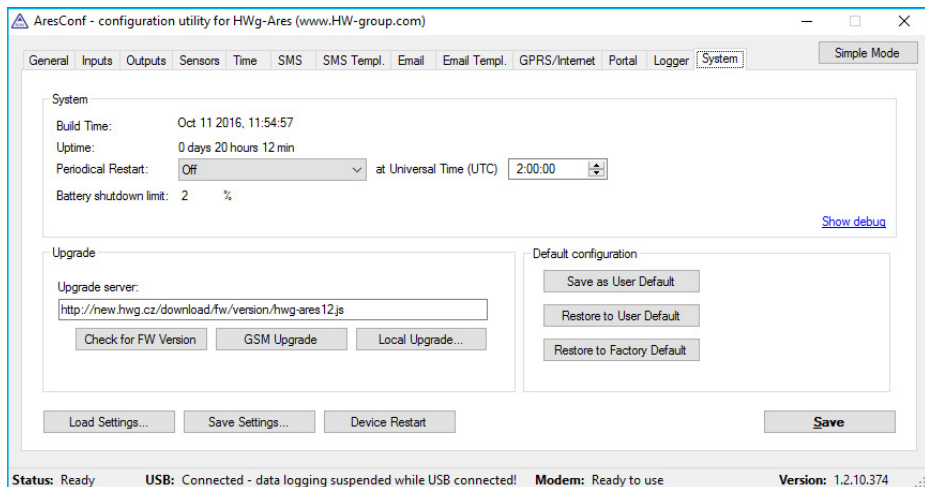 AresConf - configuration utility for HWg-Ares (www.HW-group.com)
Simple Mode
General Inputs Outputs Sensors Time SMS SMS Templ. Email Email Templ. GPRS/Internet Portal Logger System
System
Build Time: Oct 11 2016, 11:54:57
Uptime: 0 days 20 hours 12 min
Periodical Restart: Off at Universal Time (UTC) 2:00:00
Battery shutdown limit: 2 %
Show debug
Upgrade
Upgrade server:
http://new.hwg.cz/download/fw/version/hwg-ares12.js
Check for FW Version GSM Upgrade Local Upgrade...
Default configuration
Save as User Default
Restore to User Default
Restore to Factory Default
Load Settings... Save Settings... Device Restart Save
Status: Ready USB: Connected - data logging suspended while USB connected! Modem: Ready to use Version: 1.2.10.374